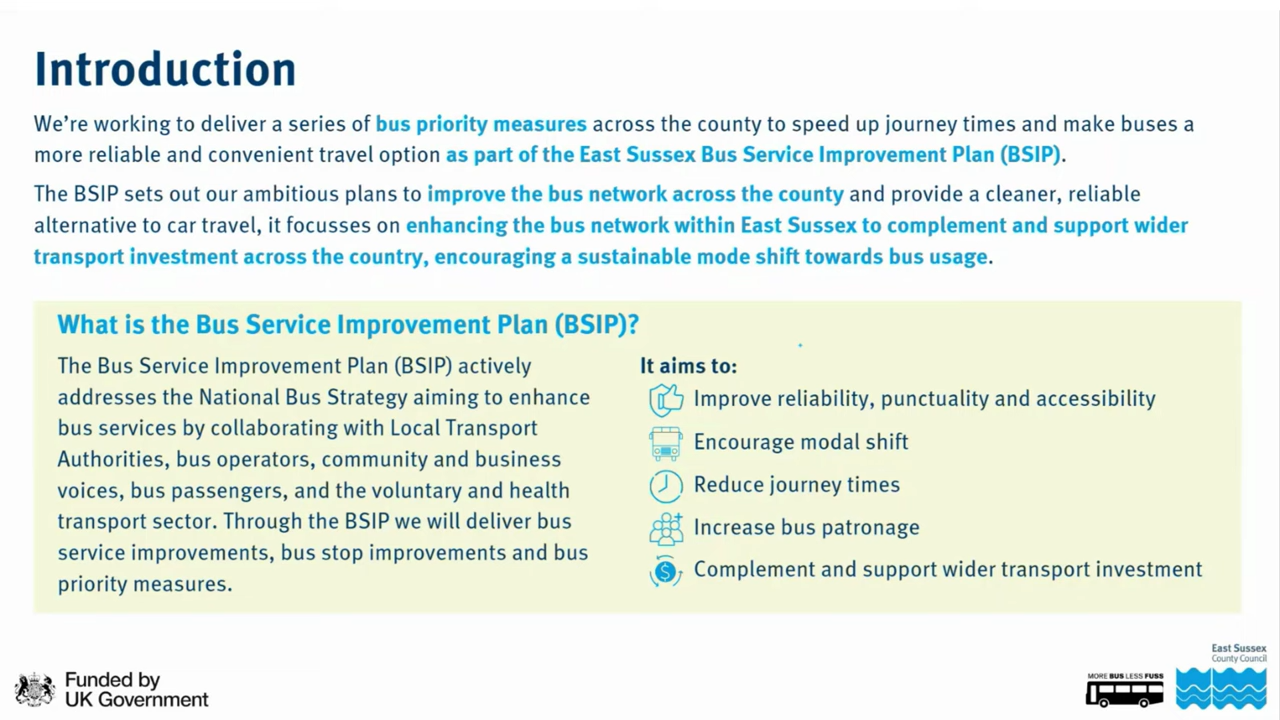 Introduction
We're working to deliver a series of bus priority measures across the county to speed up journey times and make buses a
more reliable and convenient travel option as part of the East Sussex Bus Service Improvement Plan (BSIP).
The BSIP sets out our ambitious plans to improve the bus network across the county and provide a cleaner, reliable
alternative to car travel, it focusses on enhancing the bus network within East Sussex to complement and support wider
transport investment across the country, encouraging a sustainable mode shift towards bus usage.
What is the Bus Service Improvement Plan (BSIP)?
The Bus Service Improvement Plan (BSIP) actively
addresses the National Bus Strategy aiming to enhance
bus services by collaborating with Local Transport
Authorities, bus operators, community and business
voices, bus passengers, and the voluntary and health
transport sector. Through the BSIP we will deliver bus
service improvements, bus stop improvements and bus
priority measures.
It aims to:
Improve reliability, punctuality and accessibility
Encourage modal shift
Reduce journey times
Increase bus patronage
$ Complement and support wider transport investment
Funded by
UK Government
MORE BUS LESS FUSS
East Sussex
County Council